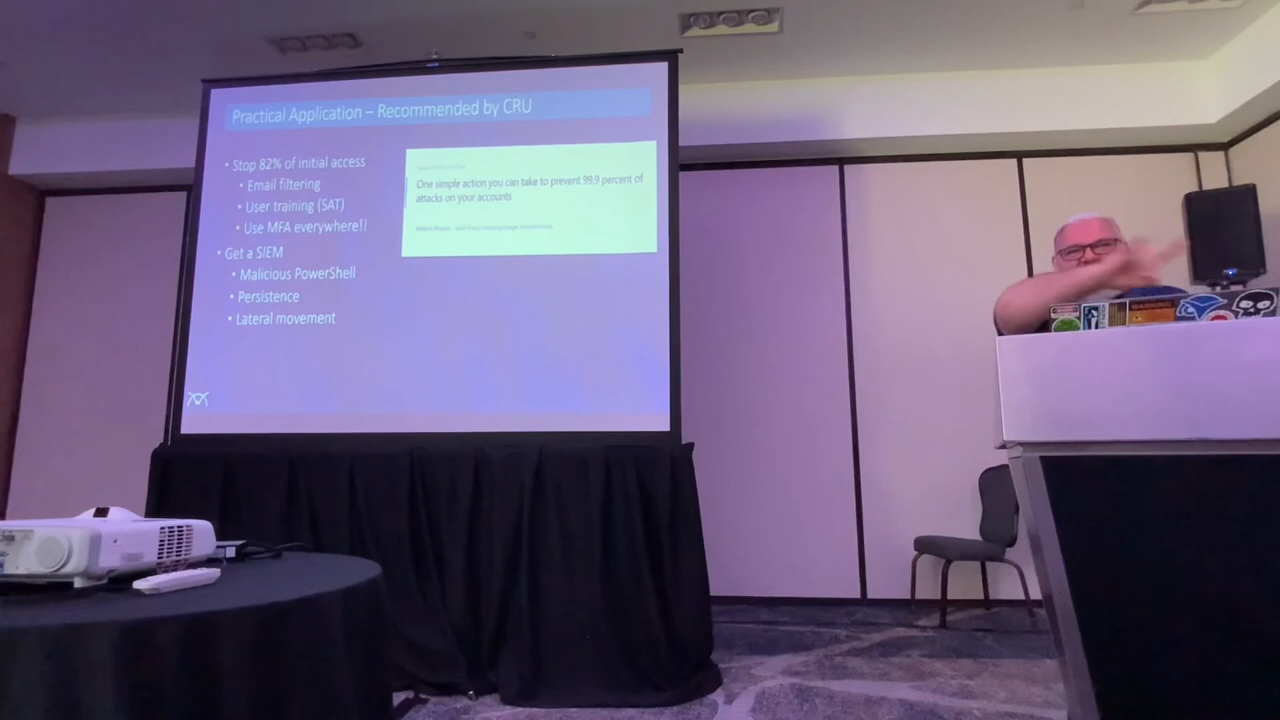 Practical Application – Recommended by CRU
• Stop 82% of initial access
• Email filtering
• User training (SAT)
• Use MFA everywhere!!
• Get a SIEM
• Malicious PowerShell
• Persistence
• Lateral movement
One simple action you can take to prevent 99.9 percent of
attacks on your accounts
WARNING